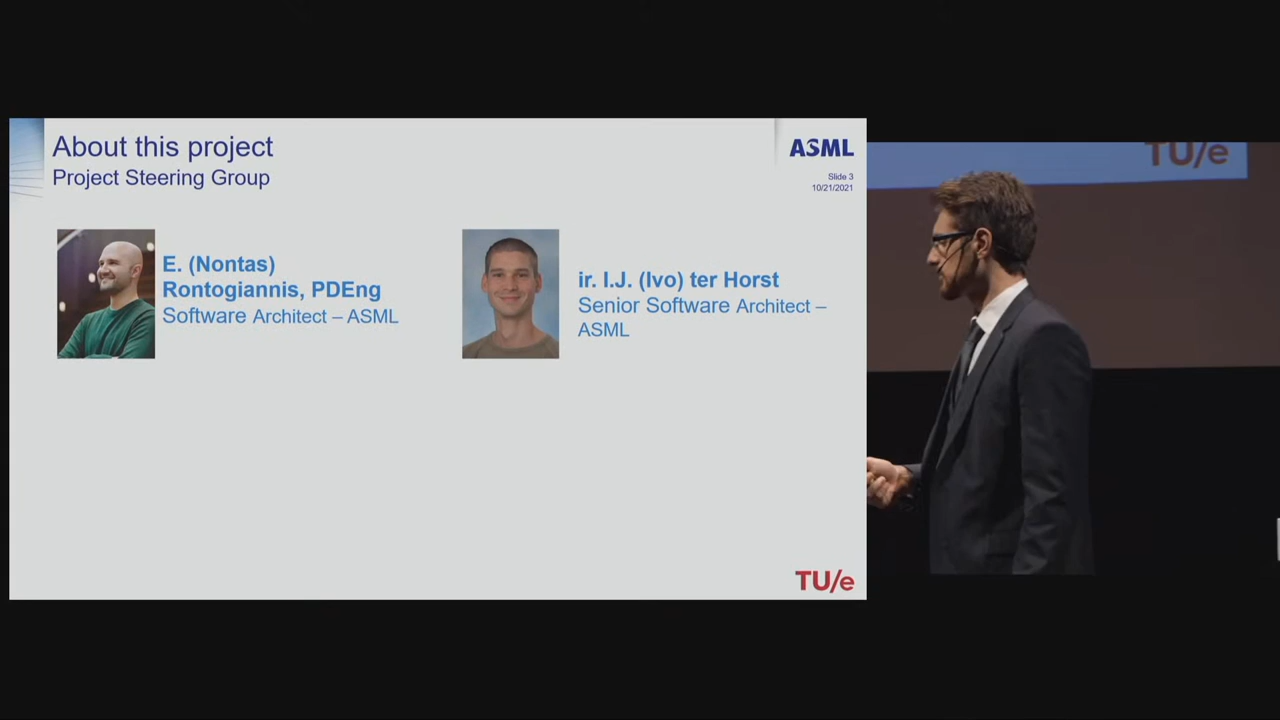 About this project
Project Steering Group
ASML
Slide 3
10/21/2021
E. (Nontas)
Rontogiannis, PDEng
Software Architect – ASML
ir. I.J. (Ivo) ter Horst
Senior Software Architect –
ASML
TU/e
TU/e